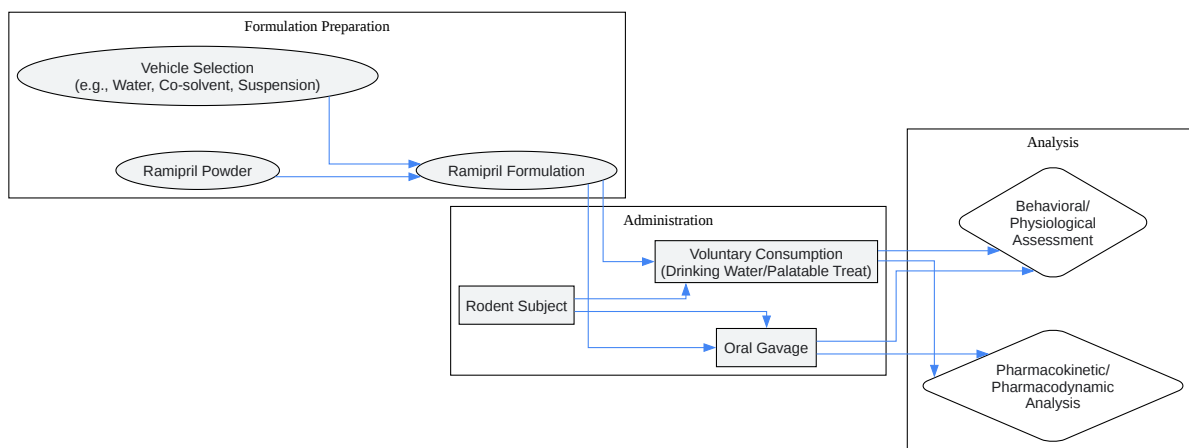 Formulation Preparation
Vehicle Selection
(e.g., Water, Co-solvent, Suspension)
Ramipril Powder
Ramipril Formulation
Administration
Voluntary Consumption
(Drinking Water/Palatable Treat)
Rodent Subject
Oral Gavage
Analysis
Behavioral/
Physiological
Assessment
Pharmacokinetic/
Pharmacodynamic
Analysis